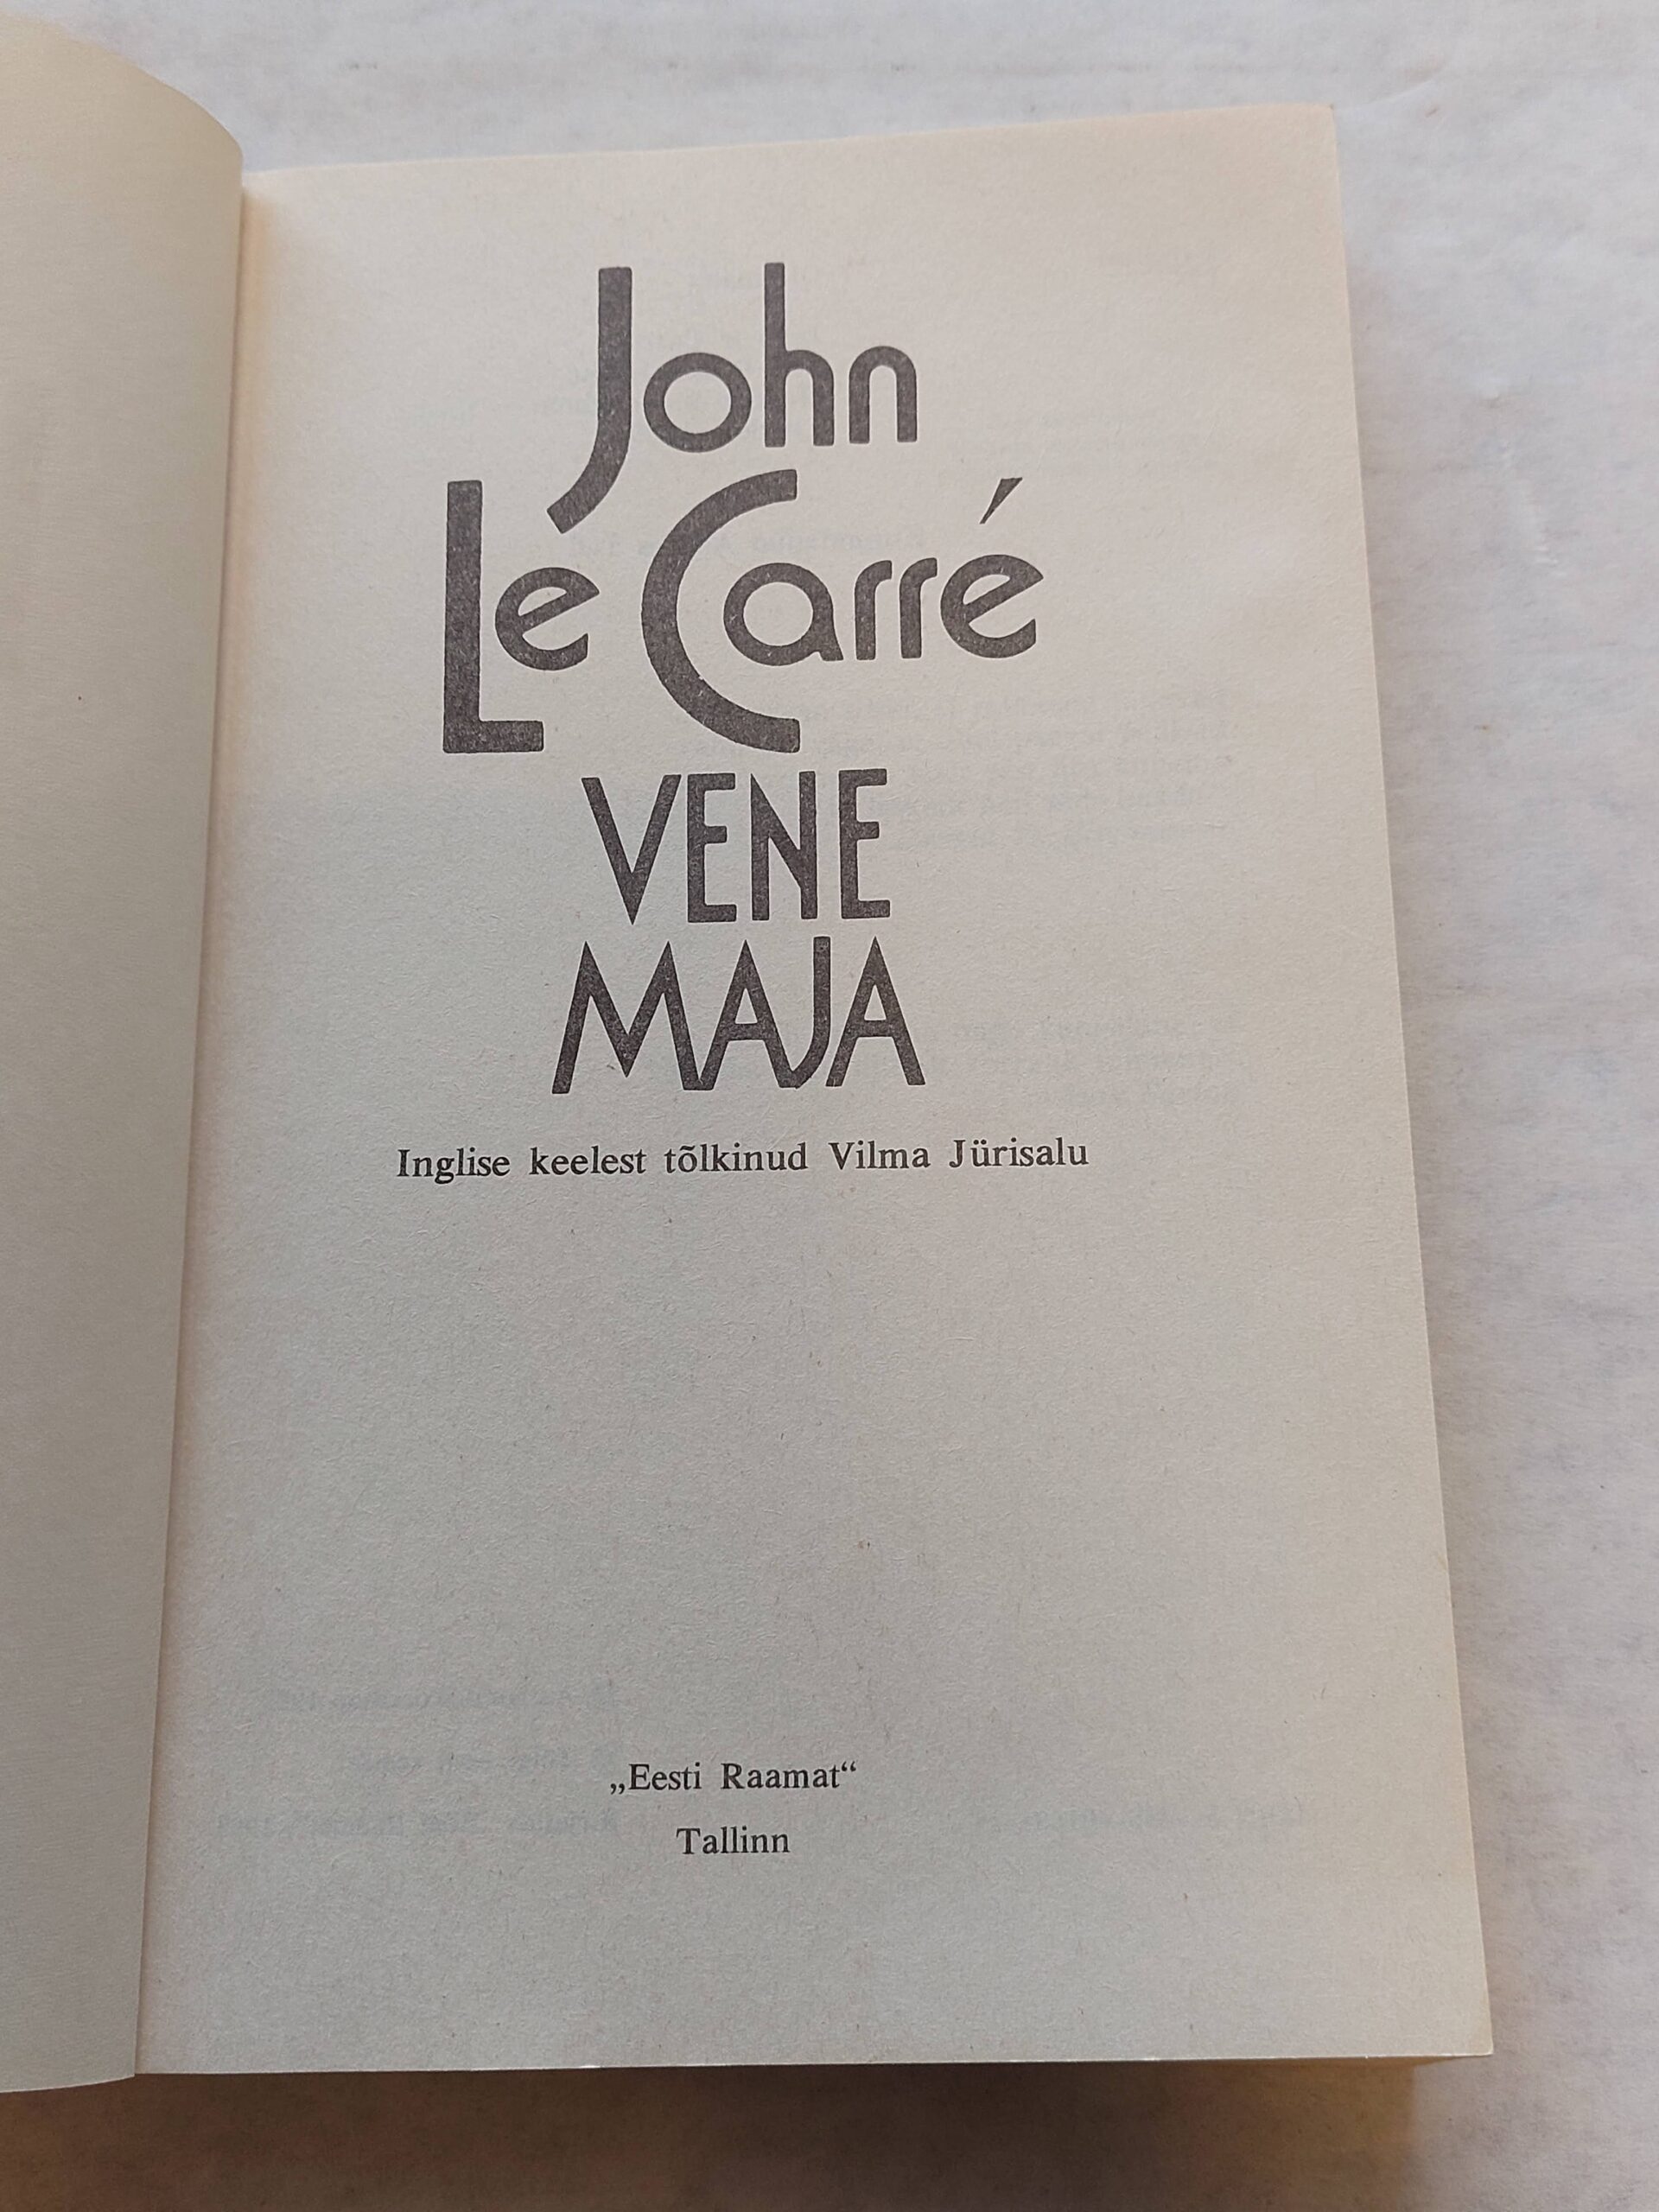 John
Le Carré
VENE
MAJA
Inglise keelest tõlkinud Vilma Jürisalu
„Eesti Raamat“
Tallinn